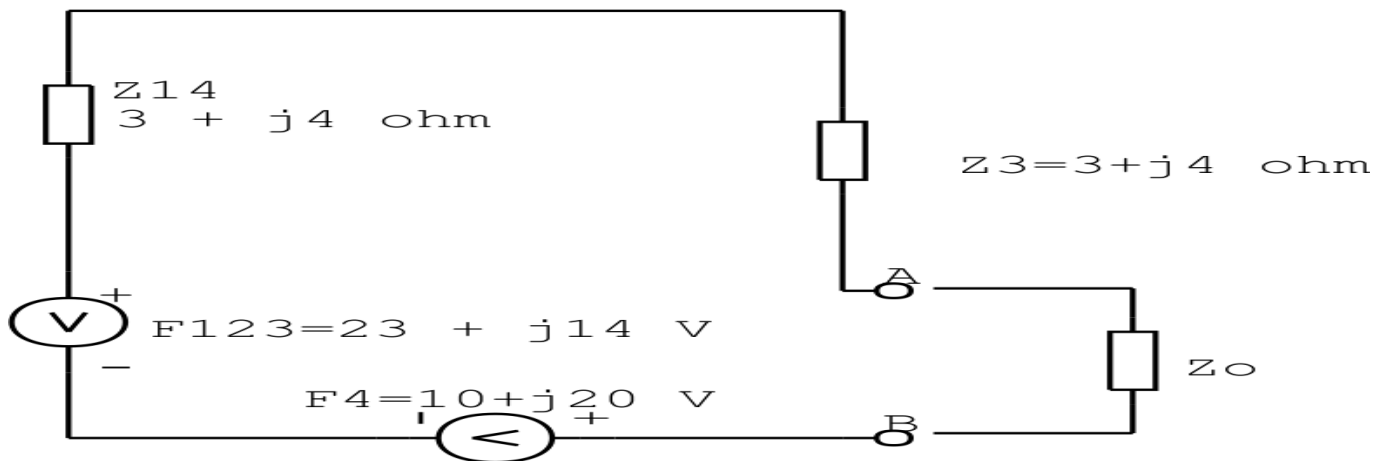 Z14
3 + j4 ohm
Z3=3+j4 ohm
A
+
V
F123=23 + j14 V
−
Zo
F4=10+j20 V
- +
V
B